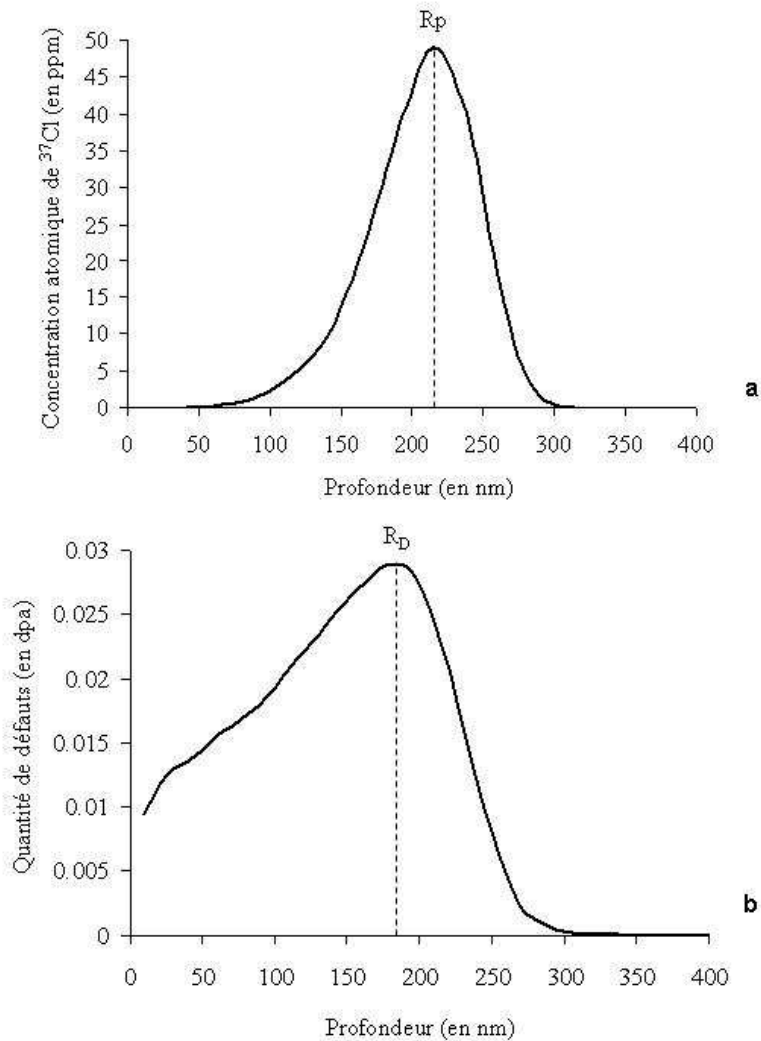 Rp
Concentration atomique de ³⁷Cl (en ppm)
50
45
40
35
30
25
20
15
10
5
0
0 50 100 150 200 250 300 350 400
Profondeur (en nm)
a
R_D
Quantité de défauts (en dpa)
0.03
0.025
0.02
0.015
0.01
0.005
0
0 50 100 150 200 250 300 350 400
Profondeur (en nm)
b